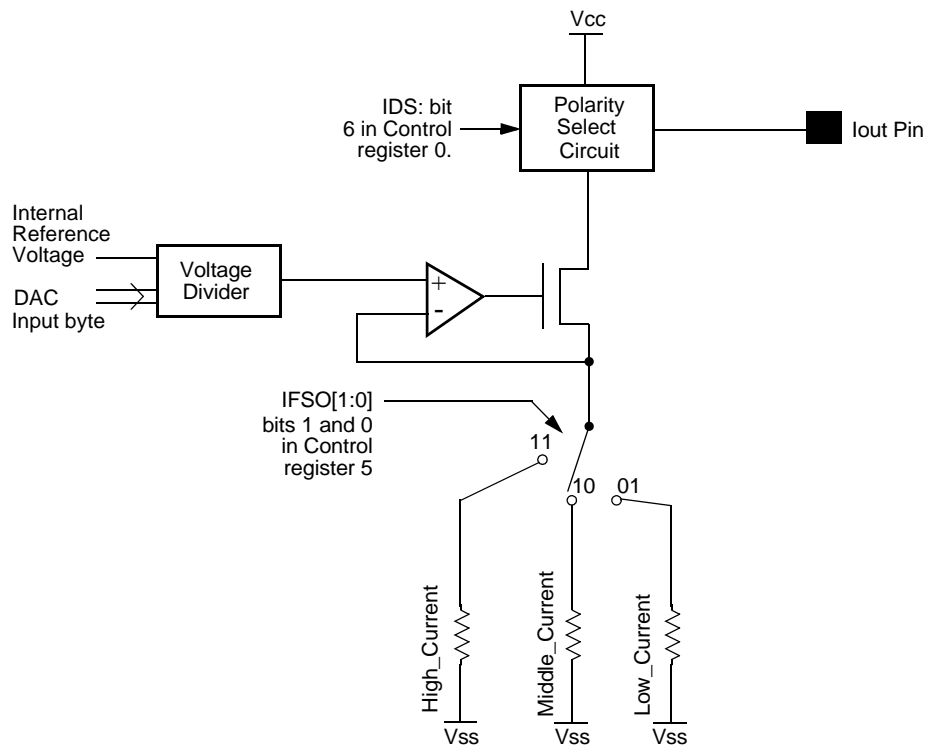 Vcc
IDS: bit
6 in Control
register 0.
Polarity
Select
Circuit
Iout Pin
Internal
Reference
Voltage
DAC
Input byte
Voltage
Divider
+
-
IFSO[1:0]
bits 1 and 0
in Control
register 5
11
10
01
High_Current
Middle_Current
Low_Current
Vss
Vss
Vss